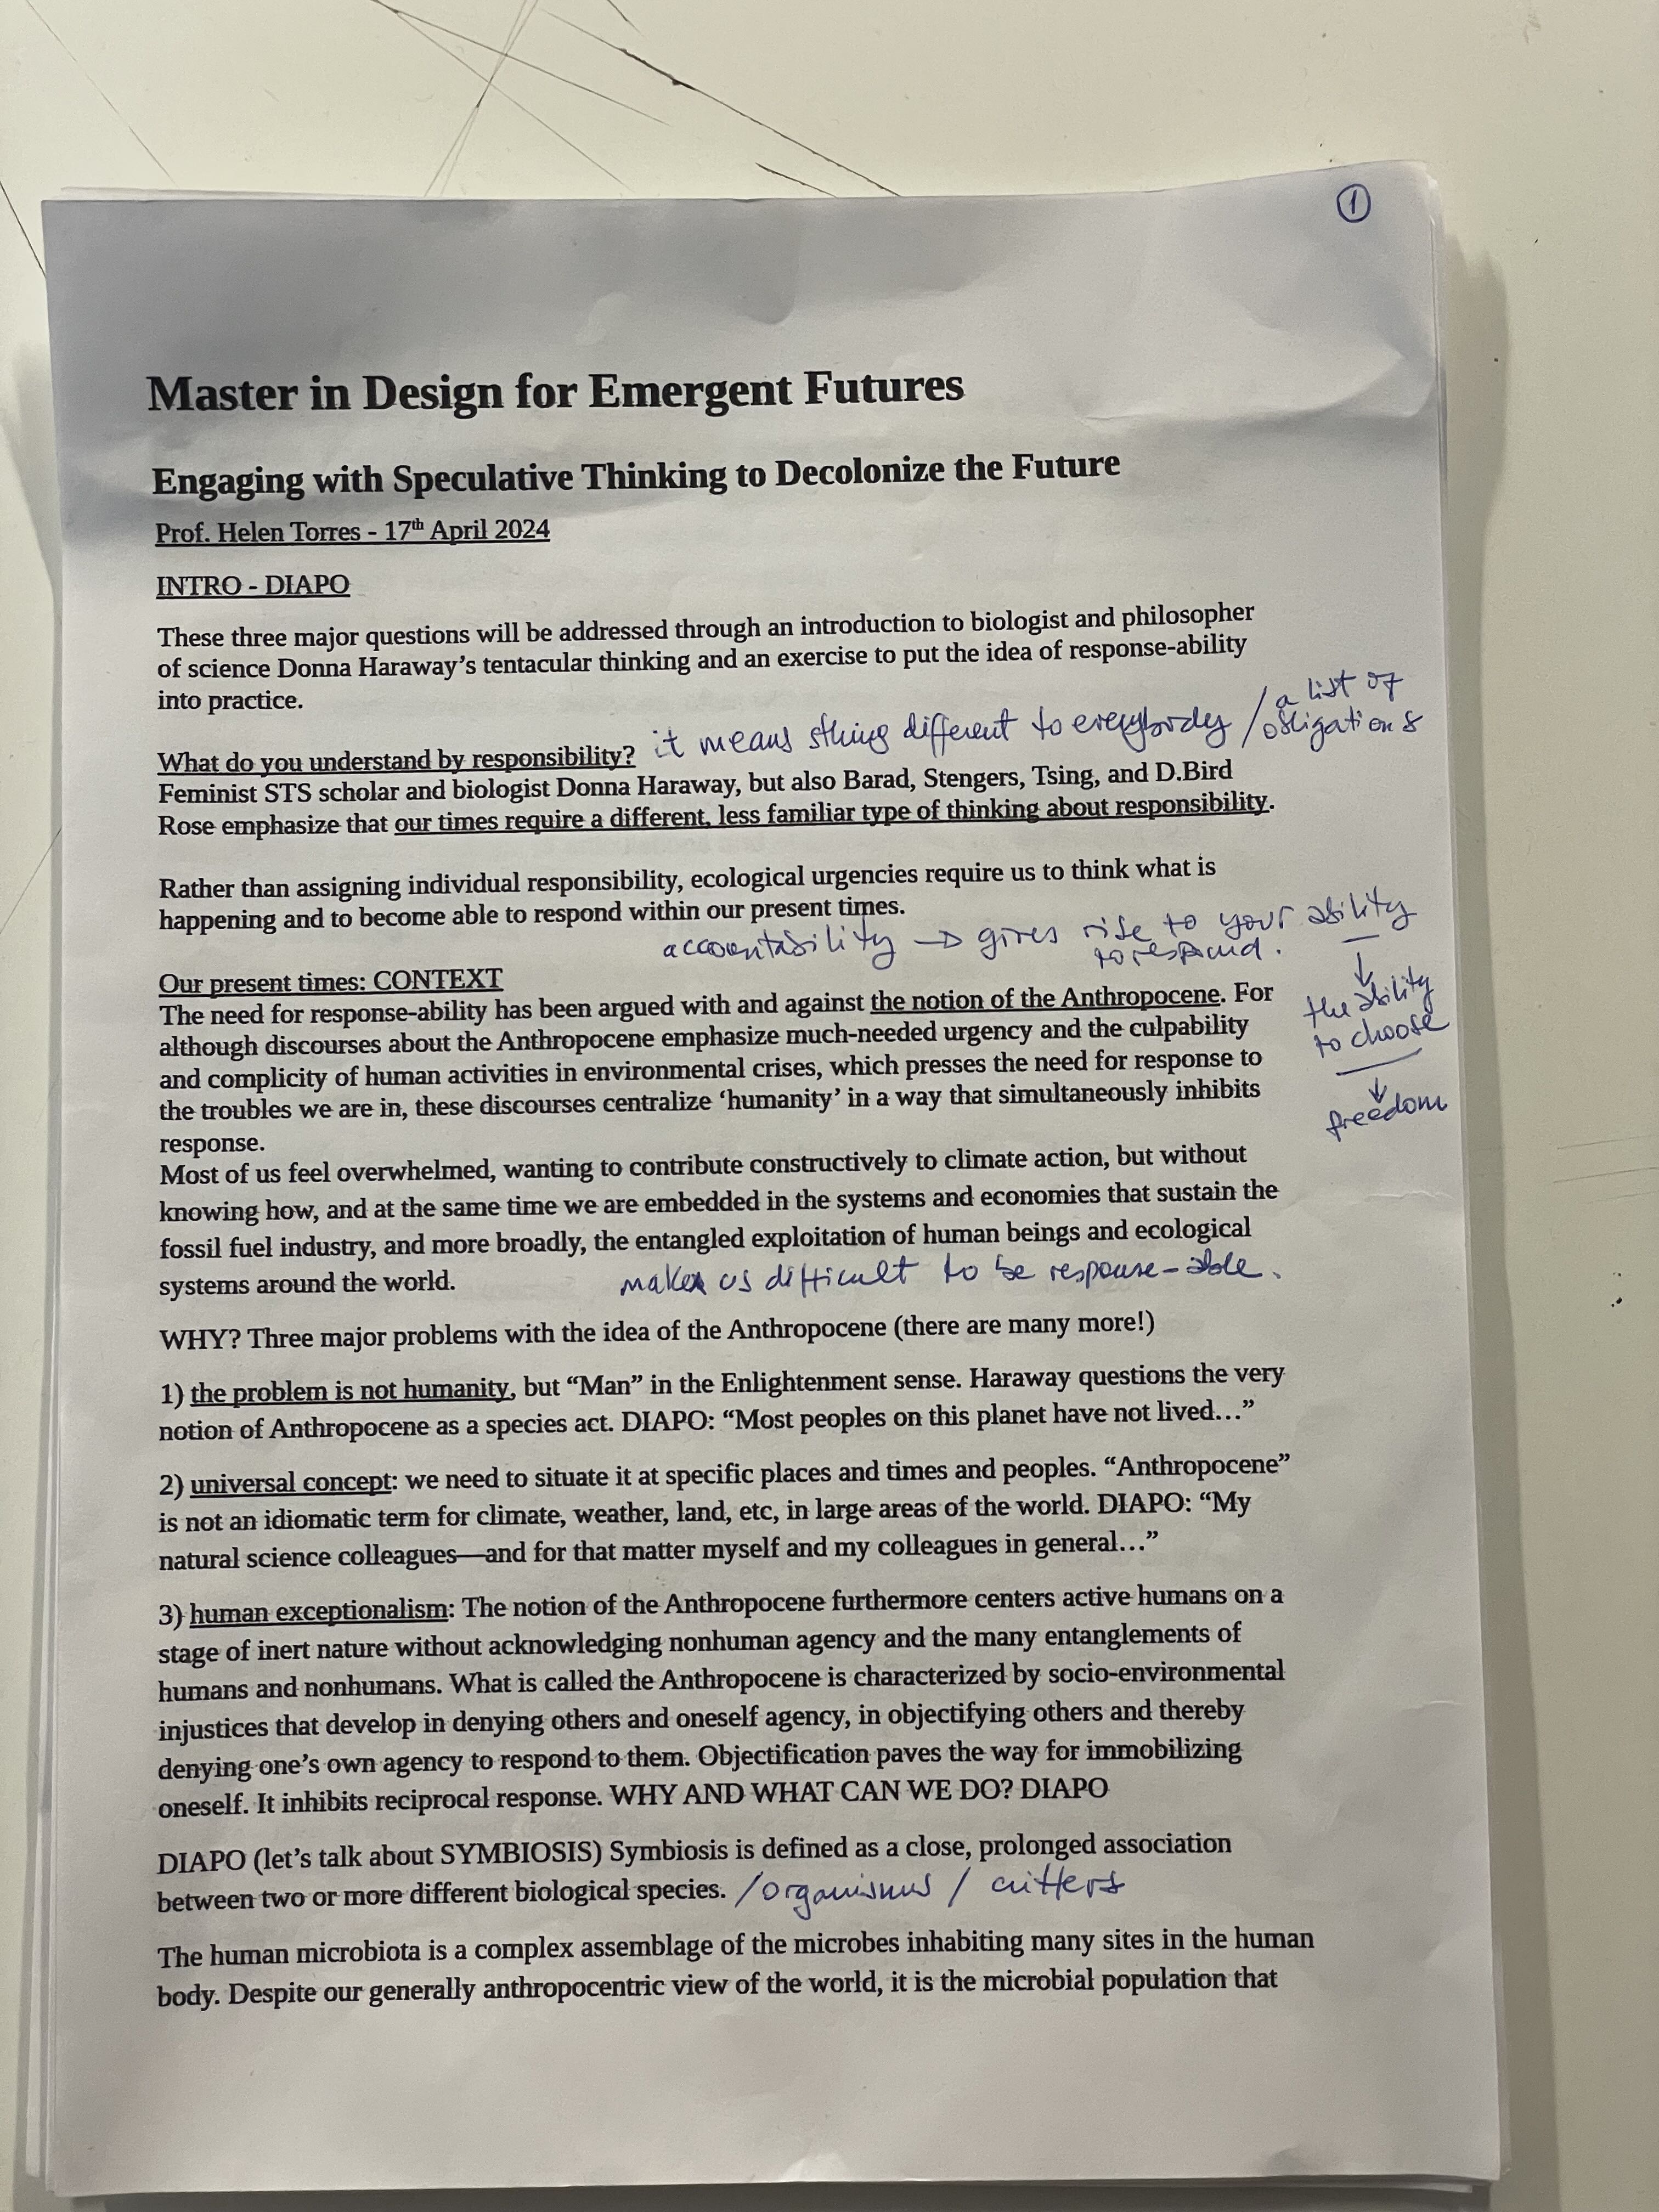 ①
Master in Design for Emergent Futures
Engaging with Speculative Thinking to Decolonize the Future
Prof. Helen Torres - 17th April 2024
INTRO - DIAPO
These three major questions will be addressed through an introduction to biologist and philosopher
of science Donna Haraway’s tentacular thinking and an exercise to put the idea of response-ability
into practice.
What do you understand by responsibility? it means sthing different to everybody / a list of
obligations
Feminist STS scholar and biologist Donna Haraway, but also Barad, Stengers, Tsing, and D.Bird
Rose emphasize that our times require a different, less familiar type of thinking about responsibility.
Rather than assigning individual responsibility, ecological urgencies require us to think what is
happening and to become able to respond within our present times.
accountability → gives rise to your ability
to respond.
↓
the ability
to choose
↓
freedom
Our present times: CONTEXT
The need for response-ability has been argued with and against the notion of the Anthropocene. For
although discourses about the Anthropocene emphasize much-needed urgency and the culpability
and complicity of human activities in environmental crises, which presses the need for response to
the troubles we are in, these discourses centralize ‘humanity’ in a way that simultaneously inhibits
response.
Most of us feel overwhelmed, wanting to contribute constructively to climate action, but without
knowing how, and at the same time we are embedded in the systems and economies that sustain the
fossil fuel industry, and more broadly, the entangled exploitation of human beings and ecological
systems around the world. makes us difficult to be response-able.
WHY? Three major problems with the idea of the Anthropocene (there are many more!)
1) the problem is not humanity, but “Man” in the Enlightenment sense. Haraway questions the very
notion of Anthropocene as a species act. DIAPO: “Most peoples on this planet have not lived…”
2) universal concept: we need to situate it at specific places and times and peoples. “Anthropocene”
is not an idiomatic term for climate, weather, land, etc, in large areas of the world. DIAPO: “My
natural science colleagues—and for that matter myself and my colleagues in general…”
3) human exceptionalism: The notion of the Anthropocene furthermore centers active humans on a
stage of inert nature without acknowledging nonhuman agency and the many entanglements of
humans and nonhumans. What is called the Anthropocene is characterized by socio-environmental
injustices that develop in denying others and oneself agency, in objectifying others and thereby
denying one’s own agency to respond to them. Objectification paves the way for immobilizing
oneself. It inhibits reciprocal response. WHY AND WHAT CAN WE DO? DIAPO
DIAPO (let’s talk about SYMBIOSIS) Symbiosis is defined as a close, prolonged association
between two or more different biological species. / organisms / critters
The human microbiota is a complex assemblage of the microbes inhabiting many sites in the human
body. Despite our generally anthropocentric view of the world, it is the microbial population that